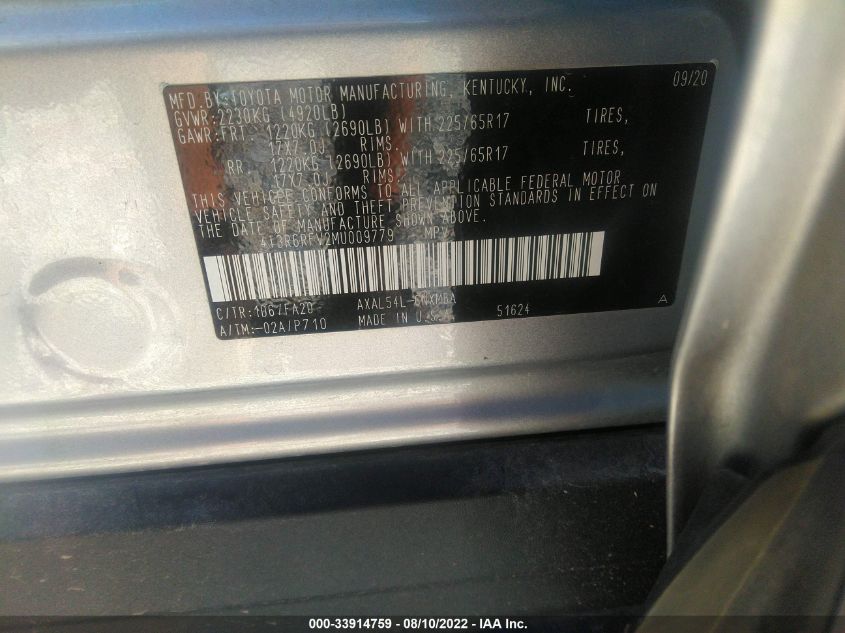 MFD.BY:TOYOTA MOTOR MANUFACTURING, KENTUCKY, INC. 09/20
GVWR:2230KG (4920LB)
GAWR:FRT 1220KG (2690LB) WITH 225/65R17 TIRES,
17X7.0J RIMS.
RR 1220KG (2690LB) WITH 225/65R17 TIRES,
17X7.0J RIMS.
THIS VEHICLE CONFORMS TO ALL APPLICABLE FEDERAL MOTOR
VEHICLE SAFETY AND THEFT PREVENTION STANDARDS IN EFFECT ON
THE DATE OF MANUFACTURE SHOWN ABOVE.
4T3R6RFV2MU009779 MPV
C/TR:1D6/FA20
A/TM:-02A/P710 MADE IN U.S.A. 51624 A
000-33914759 — 08/10/2022 — IAA Inc.